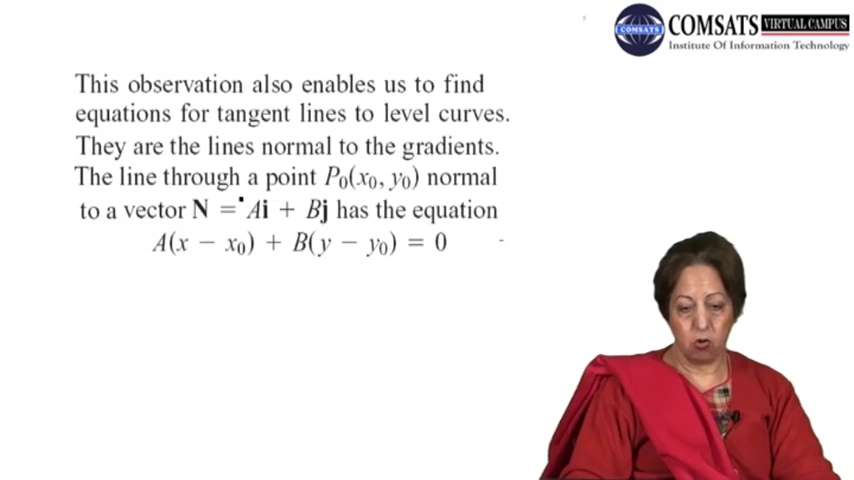 COMSATS
COMSATS VIRTUAL CAMPUS
Institute Of Information Technology
This observation also enables us to find
equations for tangent lines to level curves.
They are the lines normal to the gradients.
The line through a point P₀(x₀, y₀) normal
to a vector N = Ai + Bj has the equation
A(x − x₀) + B(y − y₀) = 0